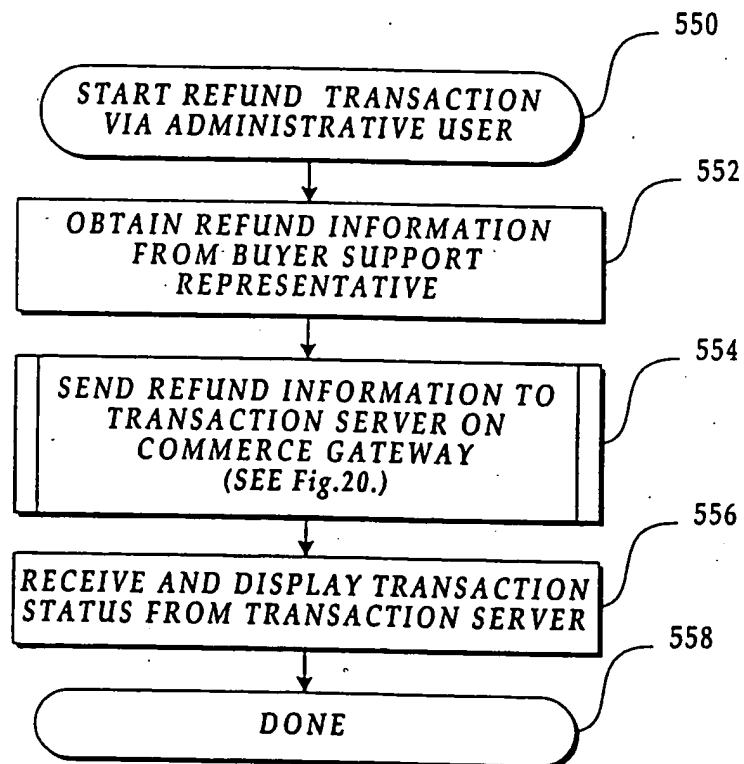 550
START REFUND TRANSACTION
VIA ADMINISTRATIVE USER
552
OBTAIN REFUND INFORMATION
FROM BUYER SUPPORT
REPRESENTATIVE
554
SEND REFUND INFORMATION TO
TRANSACTION SERVER ON
COMMERCE GATEWAY
(SEE Fig.20.)
556
RECEIVE AND DISPLAY TRANSACTION
STATUS FROM TRANSACTION SERVER
558
DONE